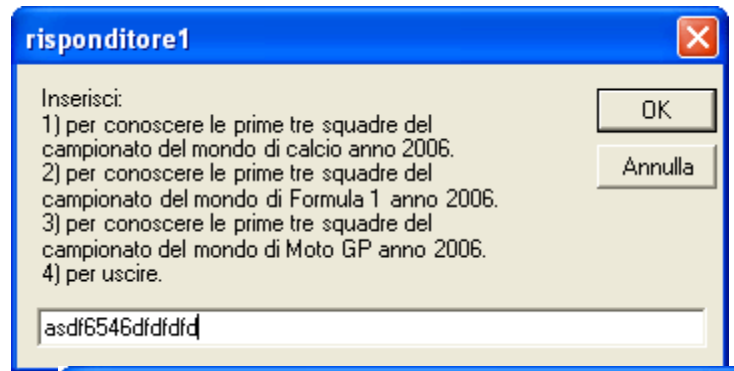 risponditore1
Inserisci:
1) per conoscere le prime tre squadre del
campionato del mondo di calcio anno 2006.
2) per conoscere le prime tre squadre del
campionato del mondo di Formula 1 anno 2006.
3) per conoscere le prime tre squadre del
campionato del mondo di Moto GP anno 2006.
4) per uscire.
OK
Annulla
asdf6546dfdfdfd